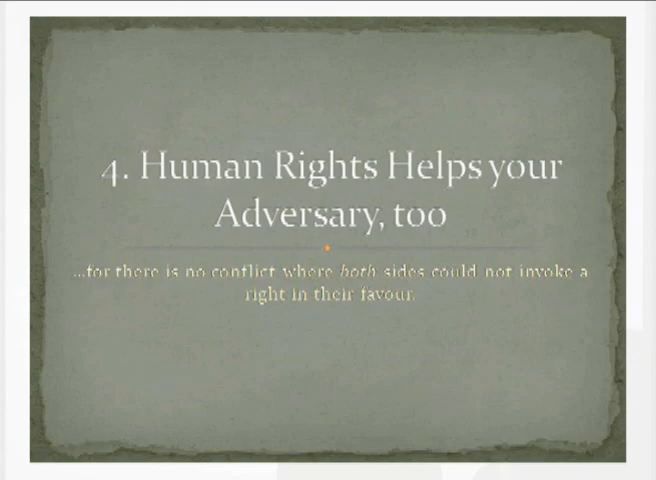 4. Human Rights Helps your
Adversary, too
...for there is no conflict where both sides could not invoke a
right in their favour.